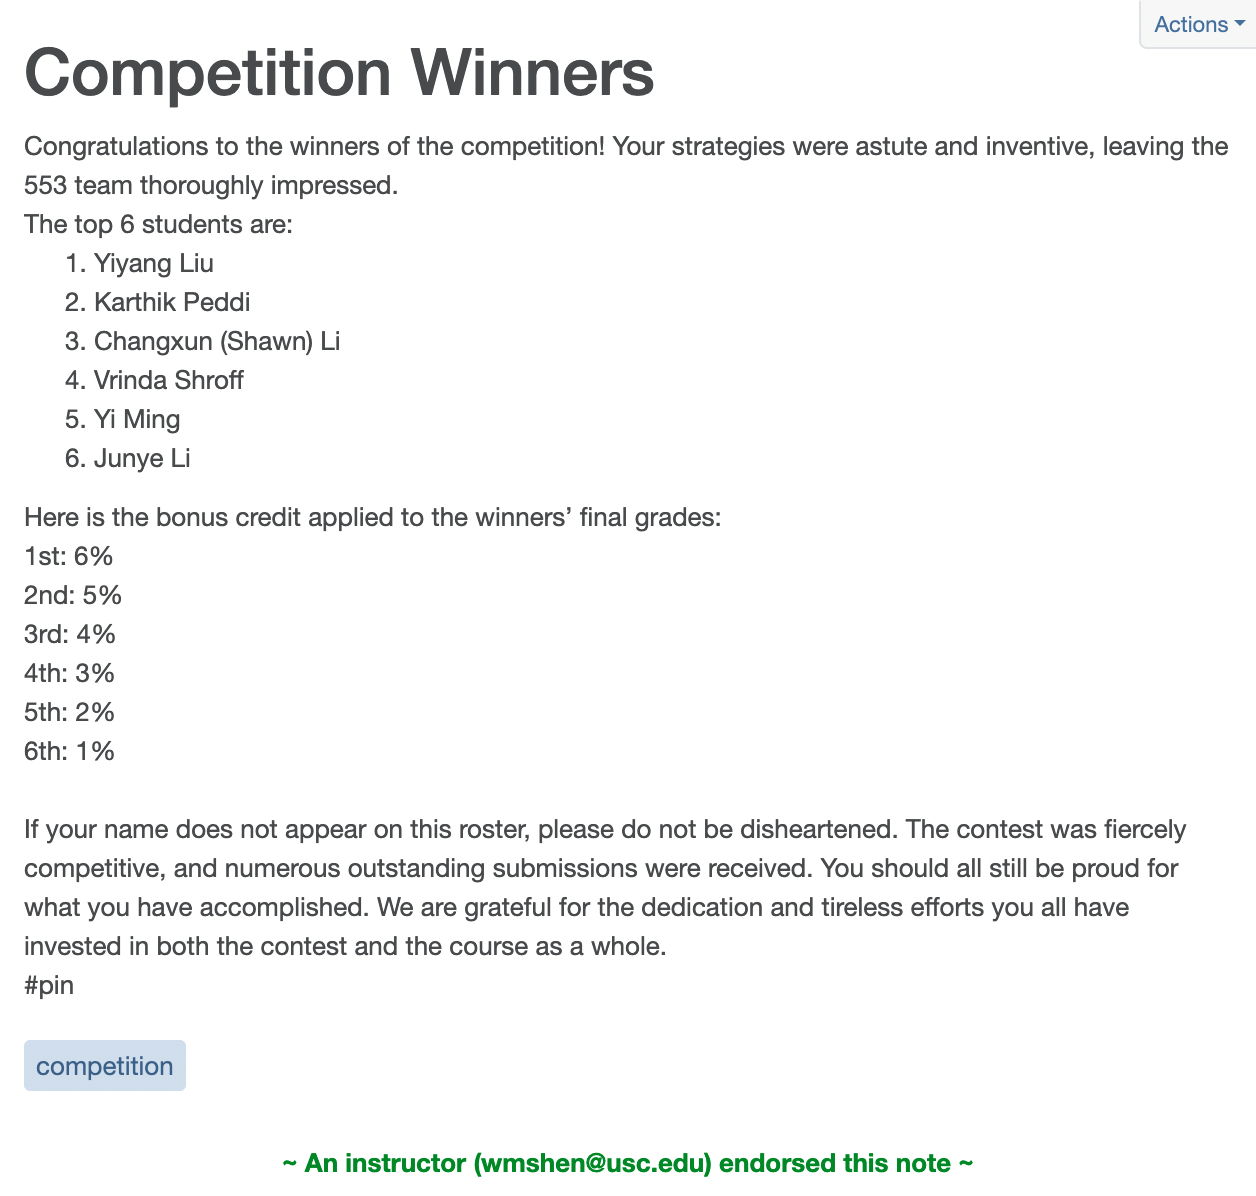 Actions
Competition Winners
Congratulations to the winners of the competition! Your strategies were astute and inventive, leaving the
553 team thoroughly impressed.
The top 6 students are:
1. Yiyang Liu
2. Karthik Peddi
3. Changxun (Shawn) Li
4. Vrinda Shroff
5. Yi Ming
6. Junye Li
Here is the bonus credit applied to the winners’ final grades:
1st: 6%
2nd: 5%
3rd: 4%
4th: 3%
5th: 2%
6th: 1%
If your name does not appear on this roster, please do not be disheartened. The contest was fiercely
competitive, and numerous outstanding submissions were received. You should all still be proud for
what you have accomplished. We are grateful for the dedication and tireless efforts you all have
invested in both the contest and the course as a whole.
#pin
competition
~ An instructor (wmshen@usc.edu) endorsed this note ~